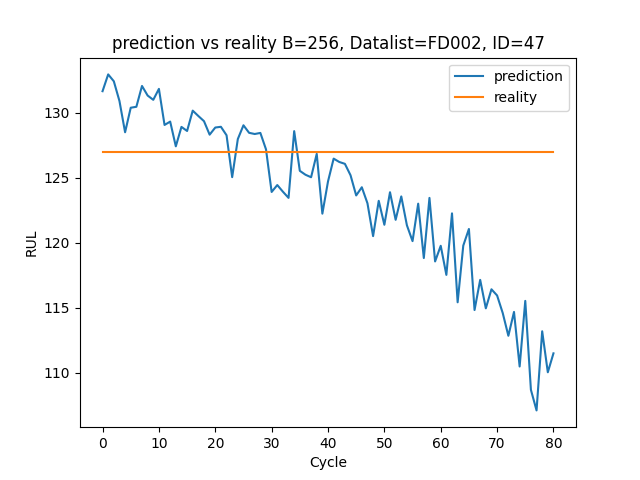 prediction vs reality B=256, Datalist=FD002, ID=47
prediction
reality
130
125
120
115
110
RUL
0 10 20 30 40 50 60 70 80
Cycle